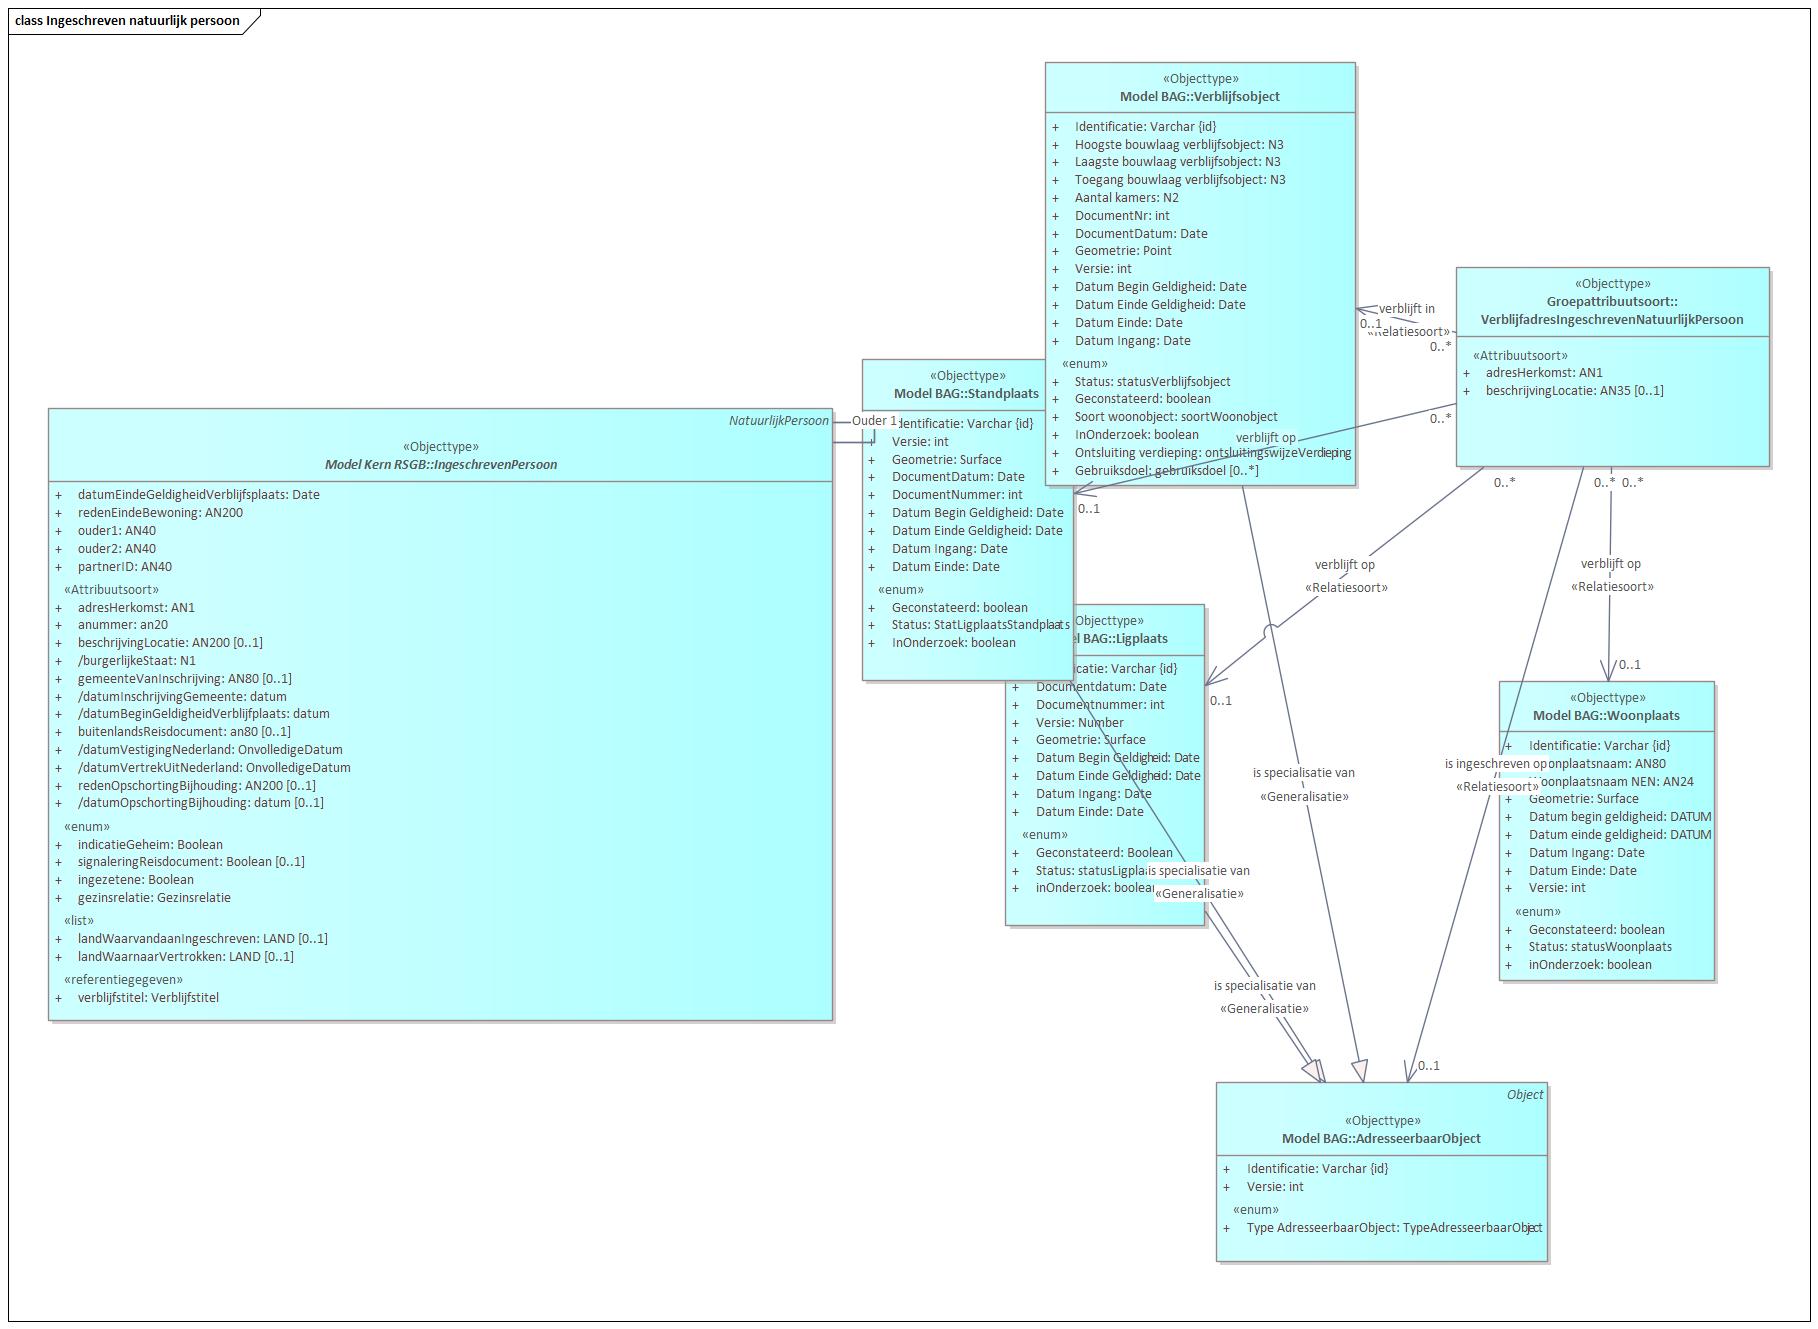 class Ingeschreven natuurlijk persoon
«Objecttype»
Model BAG::Verblijfsobject
+ Identificatie: Varchar {id}
+ Hoogste bouwlaag verblijfsobject: N3
+ Laagste bouwlaag verblijfsobject: N3
+ Toegang bouwlaag verblijfsobject: N3
+ Aantal kamers: N2
+ DocumentNr: int
+ DocumentDatum: Date
+ Geometrie: Point
+ Versie: int
+ Datum Begin Geldigheid: Date
+ Datum Einde Geldigheid: Date
+ Datum Einde: Date
+ Datum Ingang: Date
«enum»
+ Status: statusVerblijfsobject
+ Geconstateerd: boolean
+ Soort woonobject: soortWoonobject
+ InOnderzoek: boolean
+ Ontsluiting verdieping: ontsluitingswijzeVerdieping
+ Gebruiksdoel: gebruiksdoel [0..*]
«Objecttype»
Groepattribuutsoort::
VerblijfadresIngeschrevenNatuurlijkPersoon
«Attribuutsoort»
+ adresHerkomst: AN1
+ beschrijvingLocatie: AN35 [0..1]
verblijft in
0..1
«Relatiesoort»
0..*
0..*
verblijft op
0..1
«Objecttype»
Model BAG::Standplaats
dentificatie: Varchar {id}
+ Versie: int
+ Geometrie: Surface
+ DocumentDatum: Date
+ DocumentNummer: int
+ Datum Begin Geldigheid: Date
+ Datum Einde Geldigheid: Date
+ Datum Ingang: Date
+ Datum Einde: Date
«enum»
+ Geconstateerd: boolean
+ Status: StatLigplaatsStandplaats
+ InOnderzoek: boolean
Ouder 1
NatuurlijkPersoon
«Objecttype»
Model Kern RSGB::IngeschrevenPersoon
+ datumEindeGeldigheidVerblijfsplaats: Date
+ redenEindeBewoning: AN200
+ ouder1: AN40
+ ouder2: AN40
+ partnerID: AN40
«Attribuutsoort»
+ adresHerkomst: AN1
+ anummer: an20
+ beschrijvingLocatie: AN200 [0..1]
+ /burgerlijkeStaat: N1
+ gemeenteVanInschrijving: AN80 [0..1]
+ /datumInschrijvingGemeente: datum
+ /datumBeginGeldigheidVerblijfplaats: datum
+ buitenlandsReisdocument: an80 [0..1]
+ /datumVestigingNederland: OnvolledigeDatum
+ /datumVertrekUitNederland: OnvolledigeDatum
+ redenOpschortingBijhouding: AN200 [0..1]
+ /datumOpschortingBijhouding: datum [0..1]
«enum»
+ indicatieGeheim: Boolean
+ signaleringReisdocument: Boolean [0..1]
+ ingezetene: Boolean
+ gezinsrelatie: Gezinsrelatie
«list»
+ landWaarvandaanIngeschreven: LAND [0..1]
+ landWaarnaarVertrokken: LAND [0..1]
«referentiegegeven»
+ verblijfstitel: Verblijfstitel
0..*
0..*
0..*
verblijft op
«Relatiesoort»
0..1
verblijft op
«Relatiesoort»
0..1
Objecttype»
l BAG::Ligplaats
icatie: Varchar {id}
+ Documentdatum: Date
+ Documentnummer: int
+ Versie: Number
+ Geometrie: Surface
+ Datum Begin Geldigheid: Date
+ Datum Einde Geldigheid: Date
+ Datum Ingang: Date
+ Datum Einde: Date
«enum»
+ Geconstateerd: Boolean
+ Status: statusLigpla
+ inOnderzoek: boolea
«Objecttype»
Model BAG::Woonplaats
+ Identificatie: Varchar {id}
onplaatsnaam: AN80
oonplaatsnaam NEN: AN24
+ Geometrie: Surface
+ Datum begin geldigheid: DATUM
+ Datum einde geldigheid: DATUM
+ Datum Ingang: Date
+ Datum Einde: Date
+ Versie: int
«enum»
+ Geconstateerd: boolean
+ Status: statusWoonplaats
+ inOnderzoek: boolean
is ingeschreven op
«Relatiesoort»
is specialisatie van
«Generalisatie»
is specialisatie van
«Generalisatie»
is specialisatie van
«Generalisatie»
0..1
Object
«Objecttype»
Model BAG::AdresseerbaarObject
+ Identificatie: Varchar {id}
+ Versie: int
«enum»
+ Type AdresseerbaarObject: TypeAdresseerbaarObject